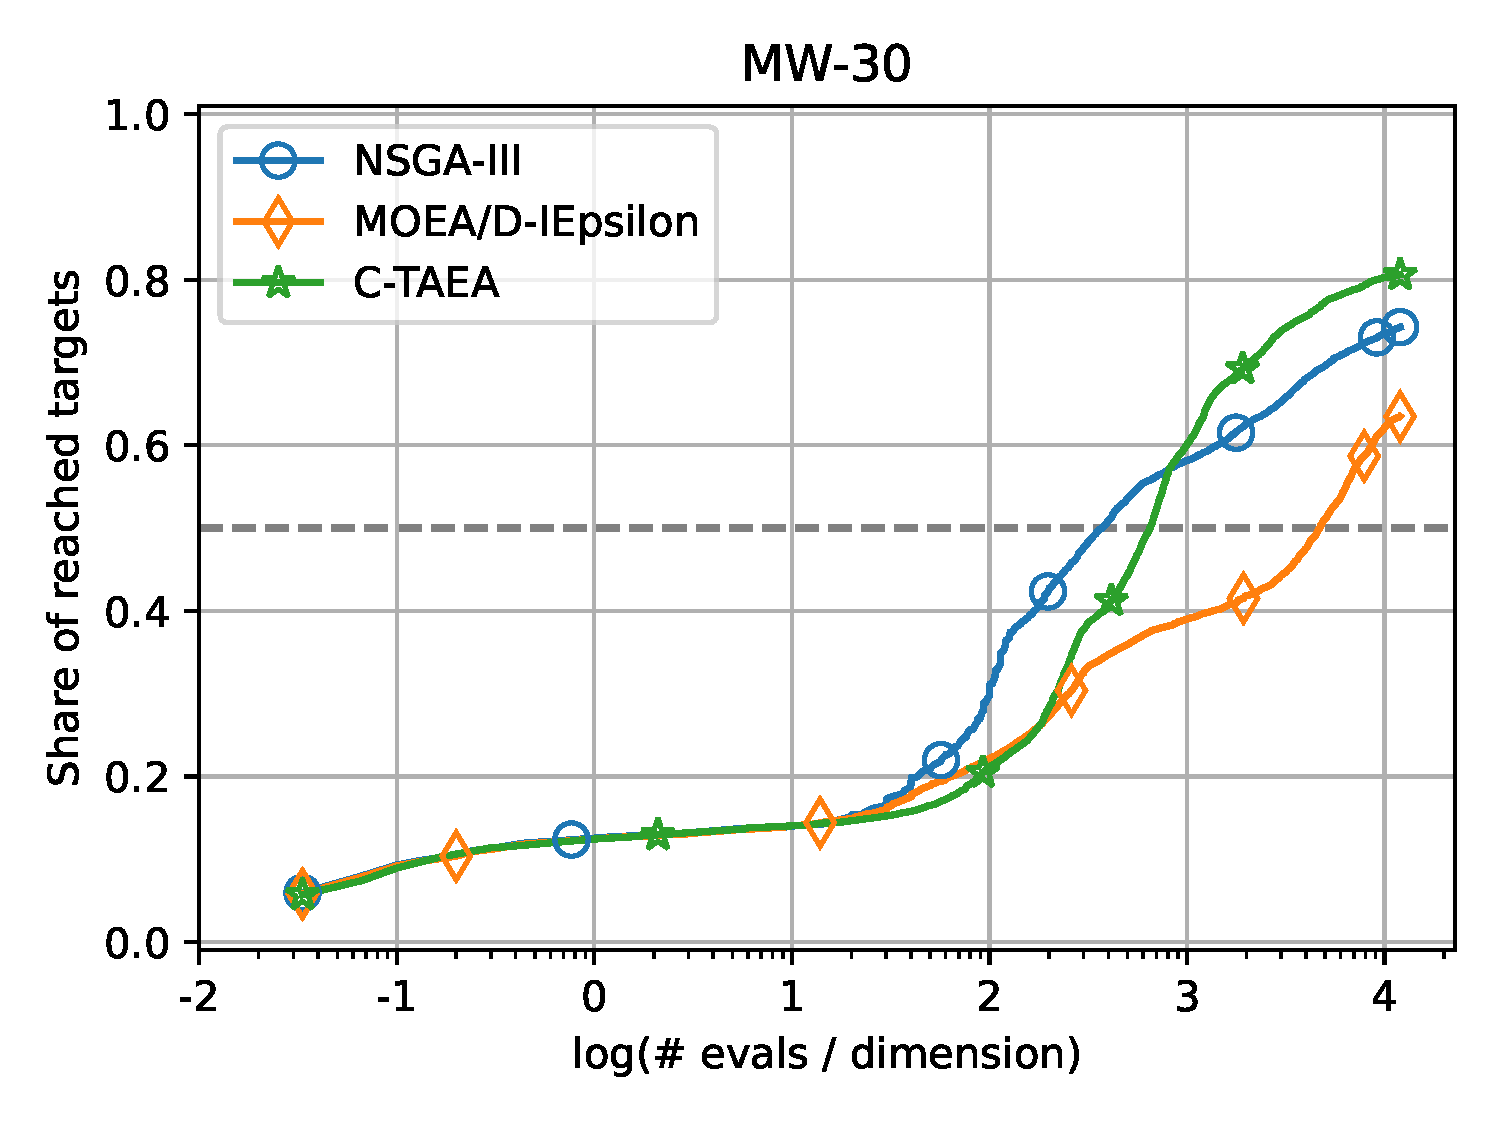 MW-30
1.0
0.8
0.6
0.4
0.2
0.0
Share of reached targets
NSGA-III
MOEA/D-IEpsilon
C-TAEA
-2 -1 0 1 2 3 4
log(# evals / dimension)